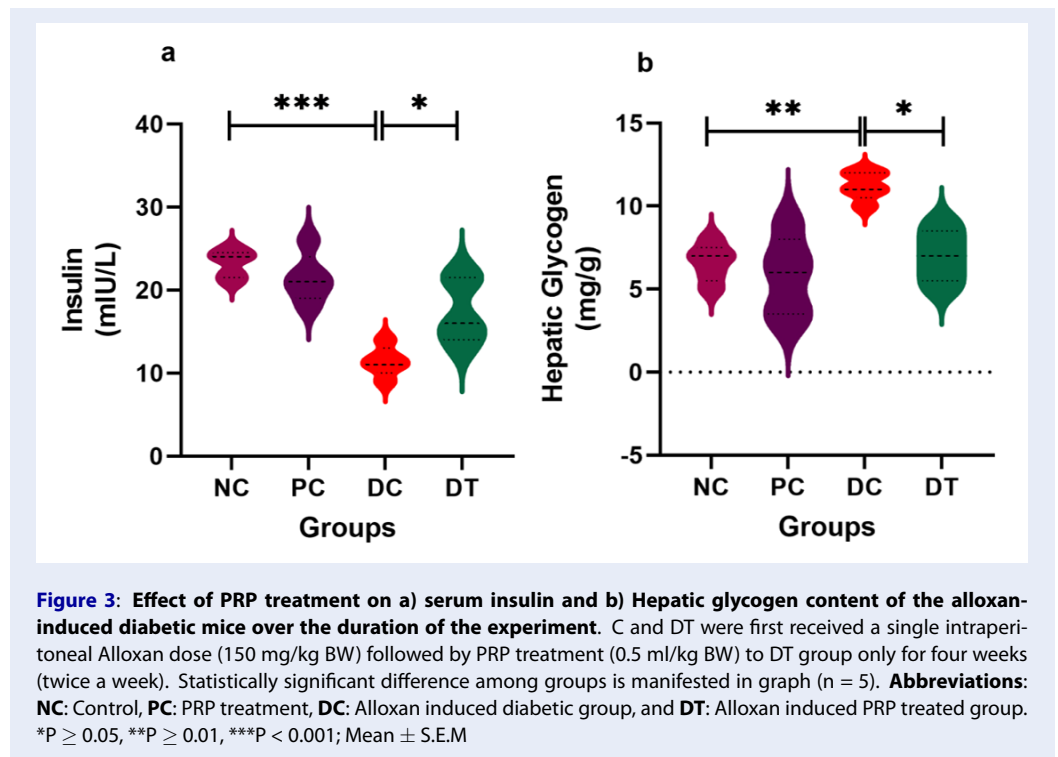 a
*** *
40
30
20
10
0
Insulin
(mIU/L)
NC PC DC DT
Groups
b
** *
15
10
5
0
-5
Hepatic Glycogen
(mg/g)
NC PC DC DT
Groups
Figure 3: Effect of PRP treatment on a) serum insulin and b) Hepatic glycogen content of the alloxan-
induced diabetic mice over the duration of the experiment. C and DT were first received a single intraperi-
toneal Alloxan dose (150 mg/kg BW) followed by PRP treatment (0.5 ml/kg BW) to DT group only for four weeks
(twice a week). Statistically significant difference among groups is manifested in graph (n = 5). Abbreviations:
NC: Control, PC: PRP treatment, DC: Alloxan induced diabetic group, and DT: Alloxan induced PRP treated group.
*P ≥ 0.05, **P ≥ 0.01, ***P < 0.001; Mean ± S.E.M